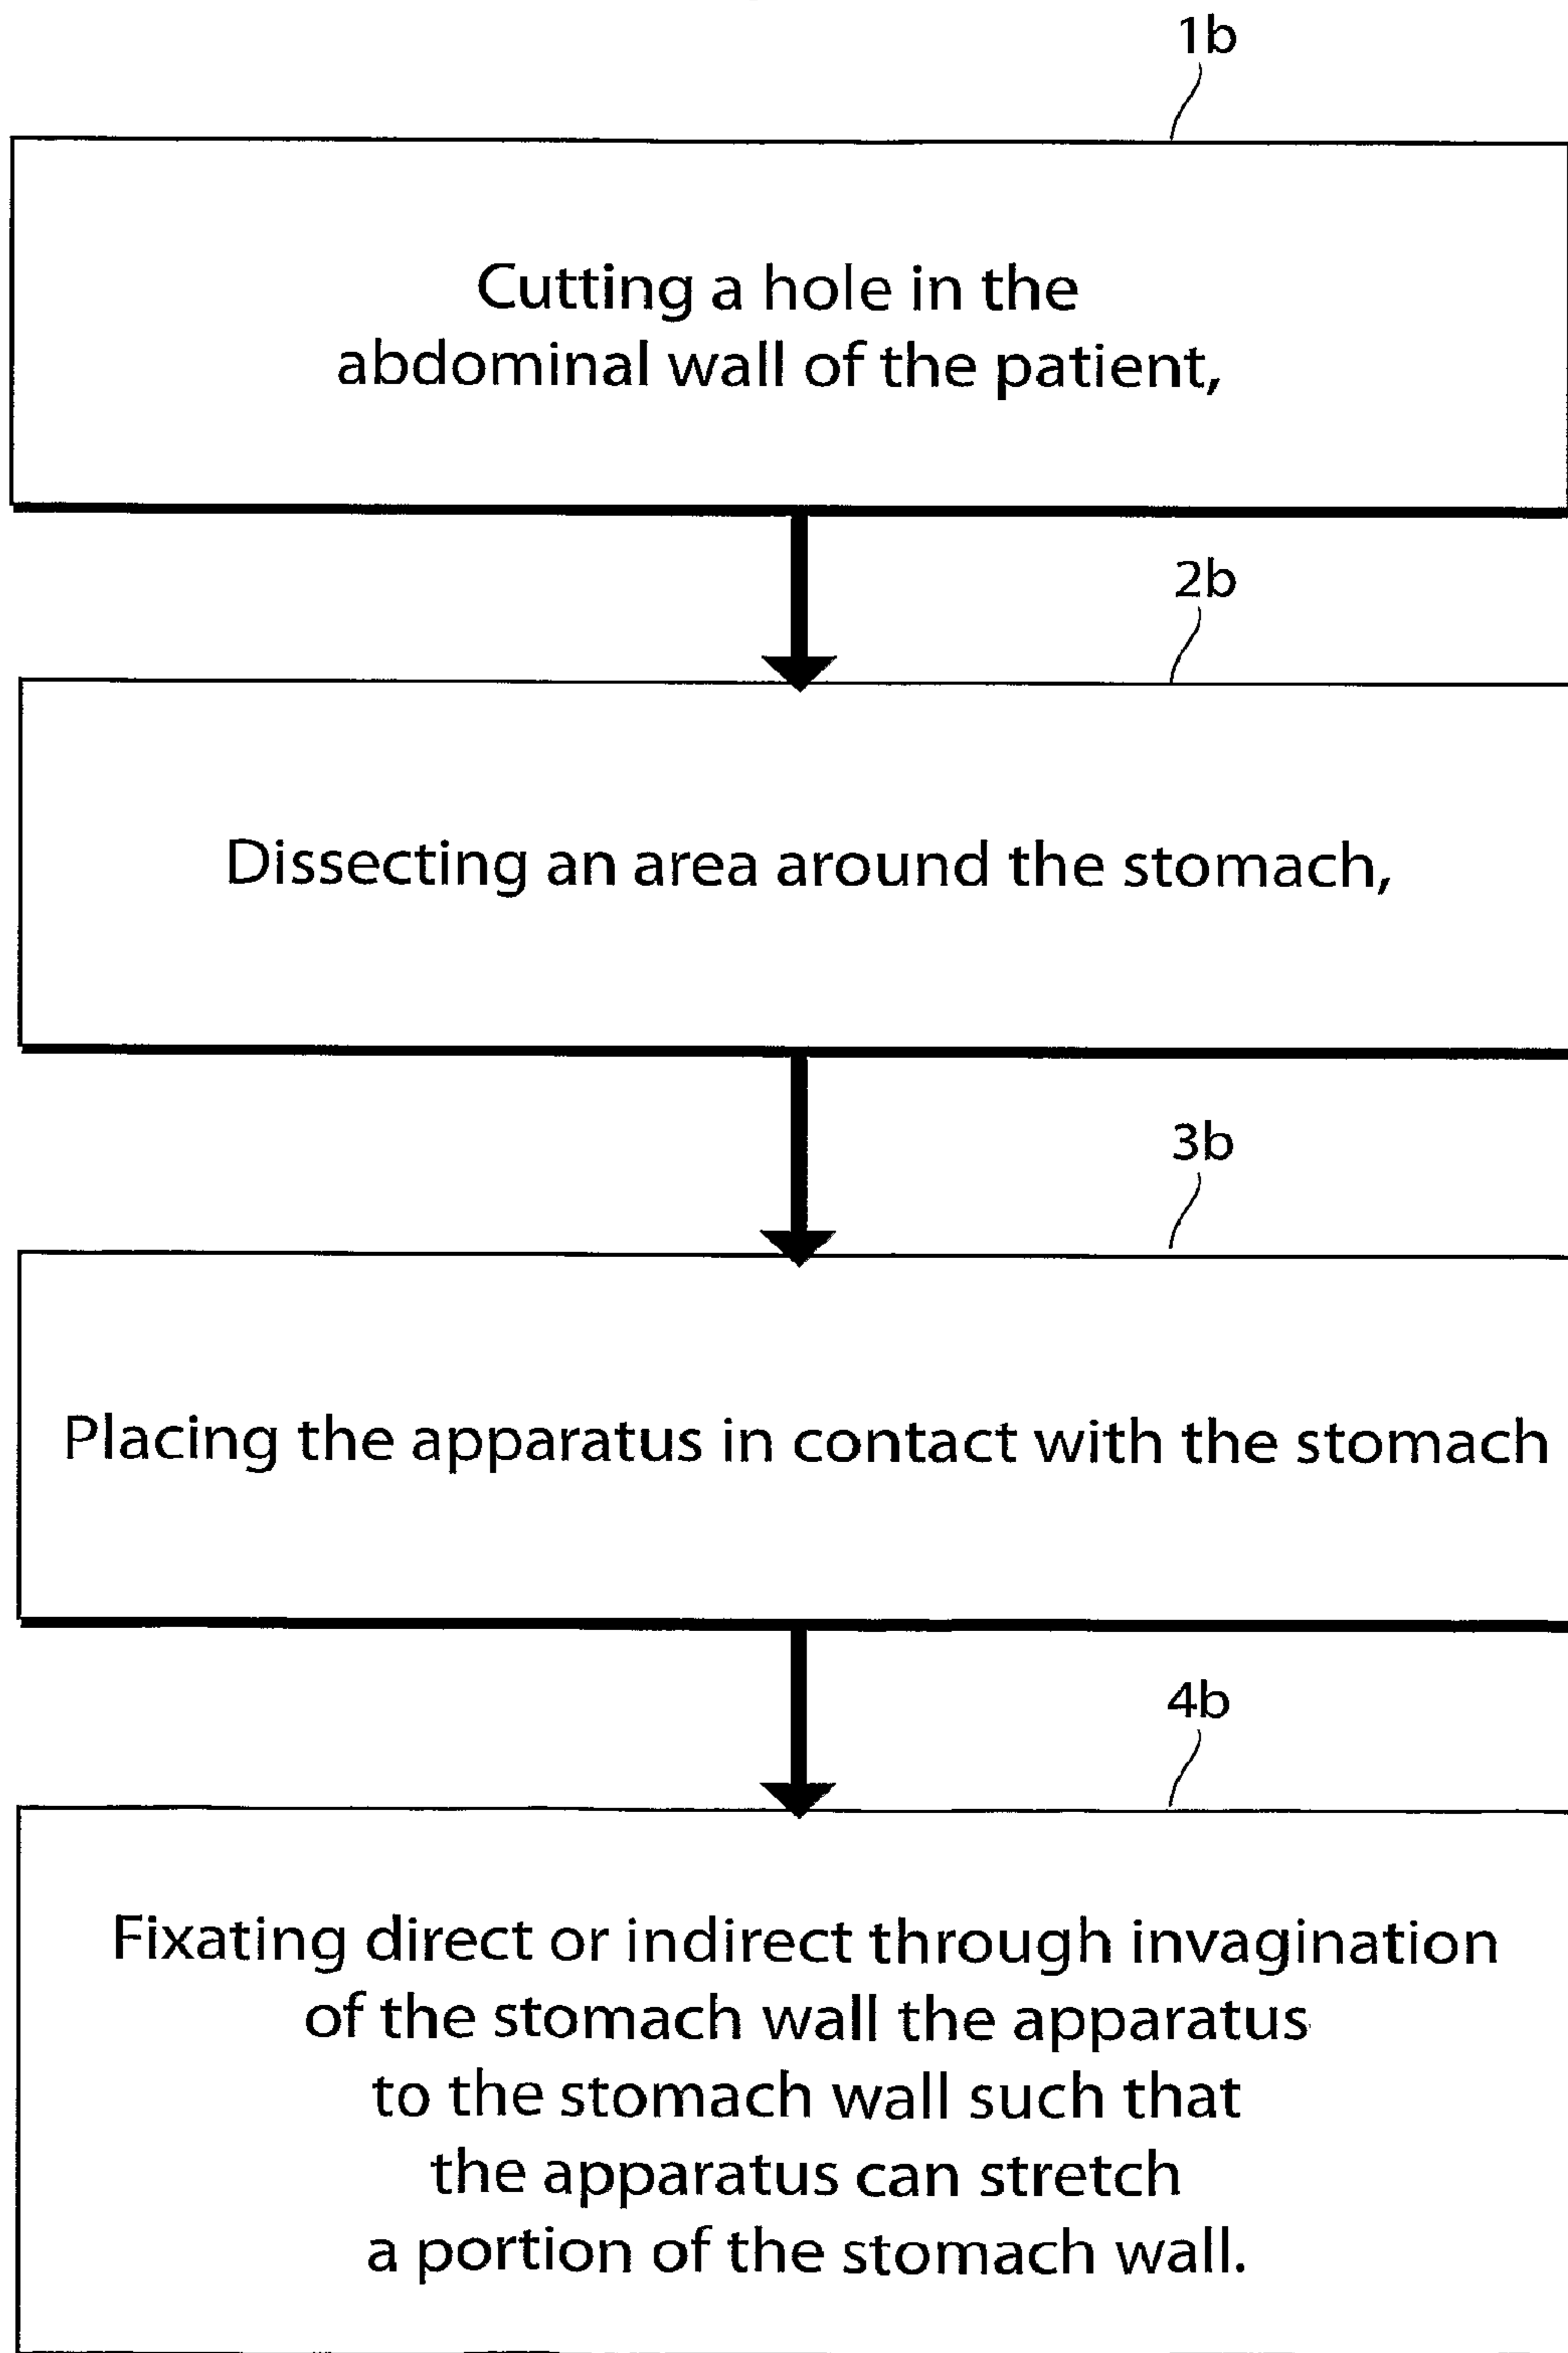 1b
Cutting a hole in the
abdominal wall of the patient,
2b
Dissecting an area around the stomach,
3b
Placing the apparatus in contact with the stomach
4b
Fixating direct or indirect through invagination
of the stomach wall the apparatus
to the stomach wall such that
the apparatus can stretch
a portion of the stomach wall.